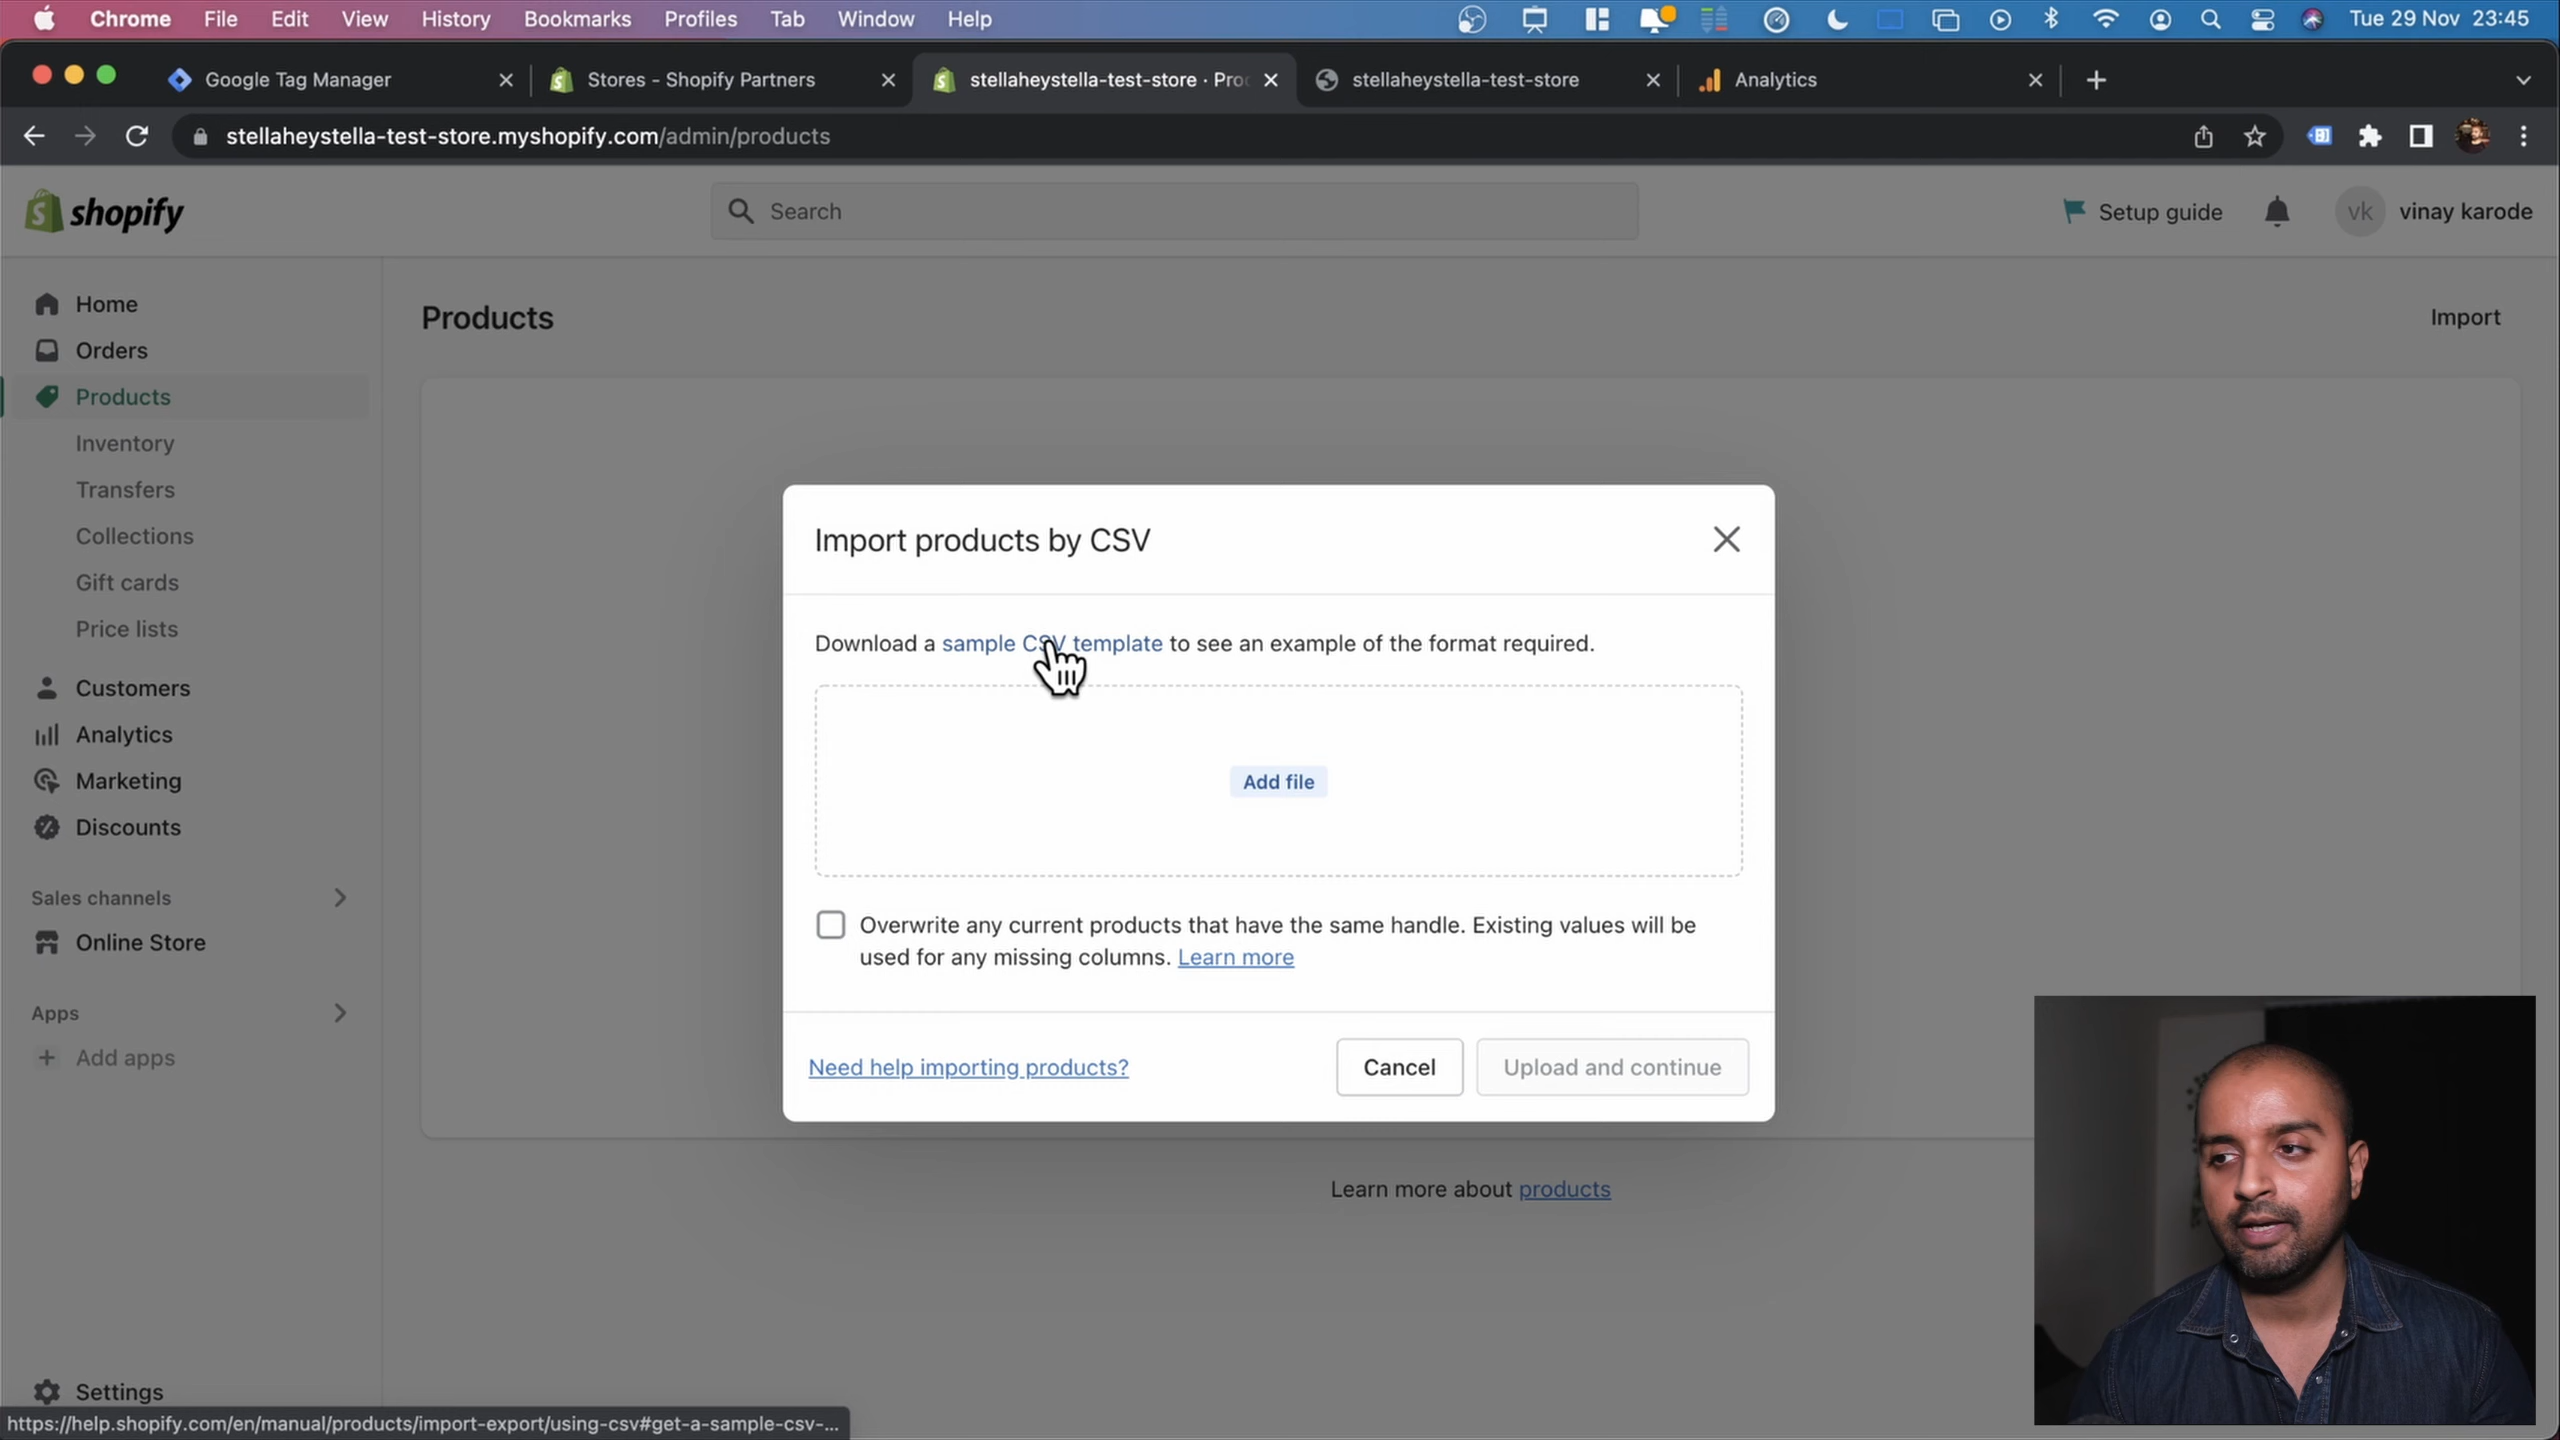 Chrome File Edit View History Bookmarks Profiles Tab Window Help Tue 29 Nov 23:45
Google Tag Manager Stores - Shopify Partners stellaheystella-test-store · Pro stellaheystella-test-store Analytics
stellaheystella-test-store.myshopify.com/admin/products
shopify Search Setup guide vk vinay karode
Home
Orders
Products
Inventory
Transfers
Collections
Gift cards
Price lists
Customers
Analytics
Marketing
Discounts
Sales channels
Online Store
Apps
Add apps
Settings
Products Import
Import products by CSV
Download a sample CSV template to see an example of the format required.
Add file
Overwrite any current products that have the same handle. Existing values will be
used for any missing columns. Learn more
Need help importing products? Cancel Upload and continue
Learn more about products
https://help.shopify.com/en/manual/products/import-export/using-csv#get-a-sample-csv-...